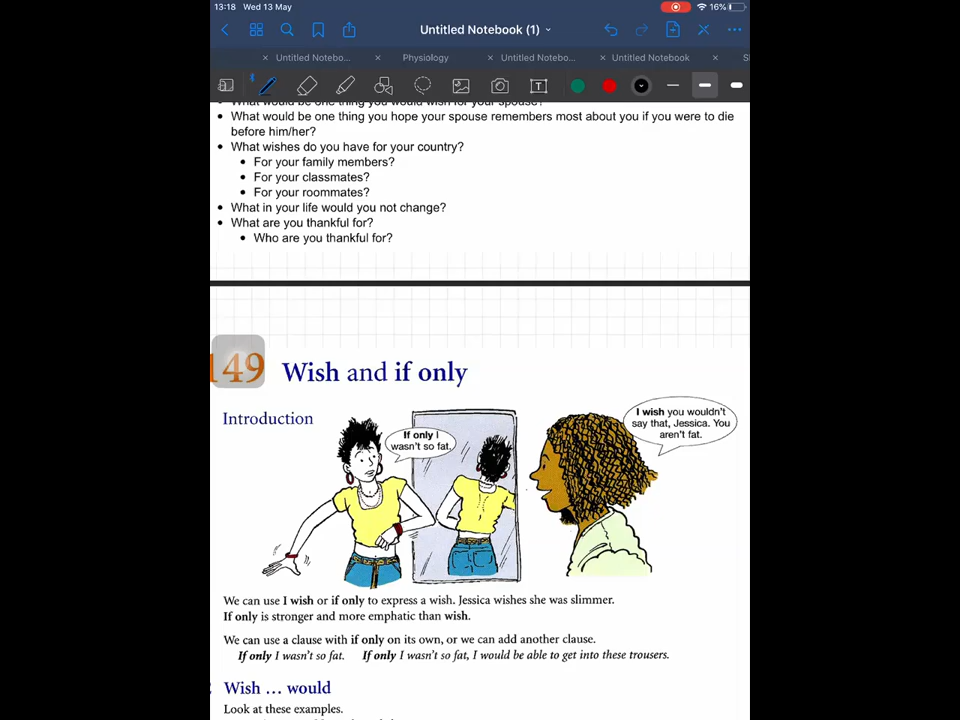 13:18 Wed 13 May 16%
Untitled Notebook (1)
Untitled Notebo... Physiology Untitled Notebo... Untitled Notebook
T
What would be one thing you would wish for your spouse?
• What would be one thing you hope your spouse remembers most about you if you were to die
before him/her?
• What wishes do you have for your country?
• For your family members?
• For your classmates?
• For your roommates?
• What in your life would you not change?
• What are you thankful for?
• Who are you thankful for?
149 Wish and if only
Introduction
If only I
wasn't so fat.
I wish you wouldn't
say that, Jessica. You
aren't fat.
We can use I wish or if only to express a wish. Jessica wishes she was slimmer.
If only is stronger and more emphatic than wish.
We can use a clause with if only on its own, or we can add another clause.
If only I wasn't so fat. If only I wasn't so fat, I would be able to get into these trousers.
Wish ... would
Look at these examples.